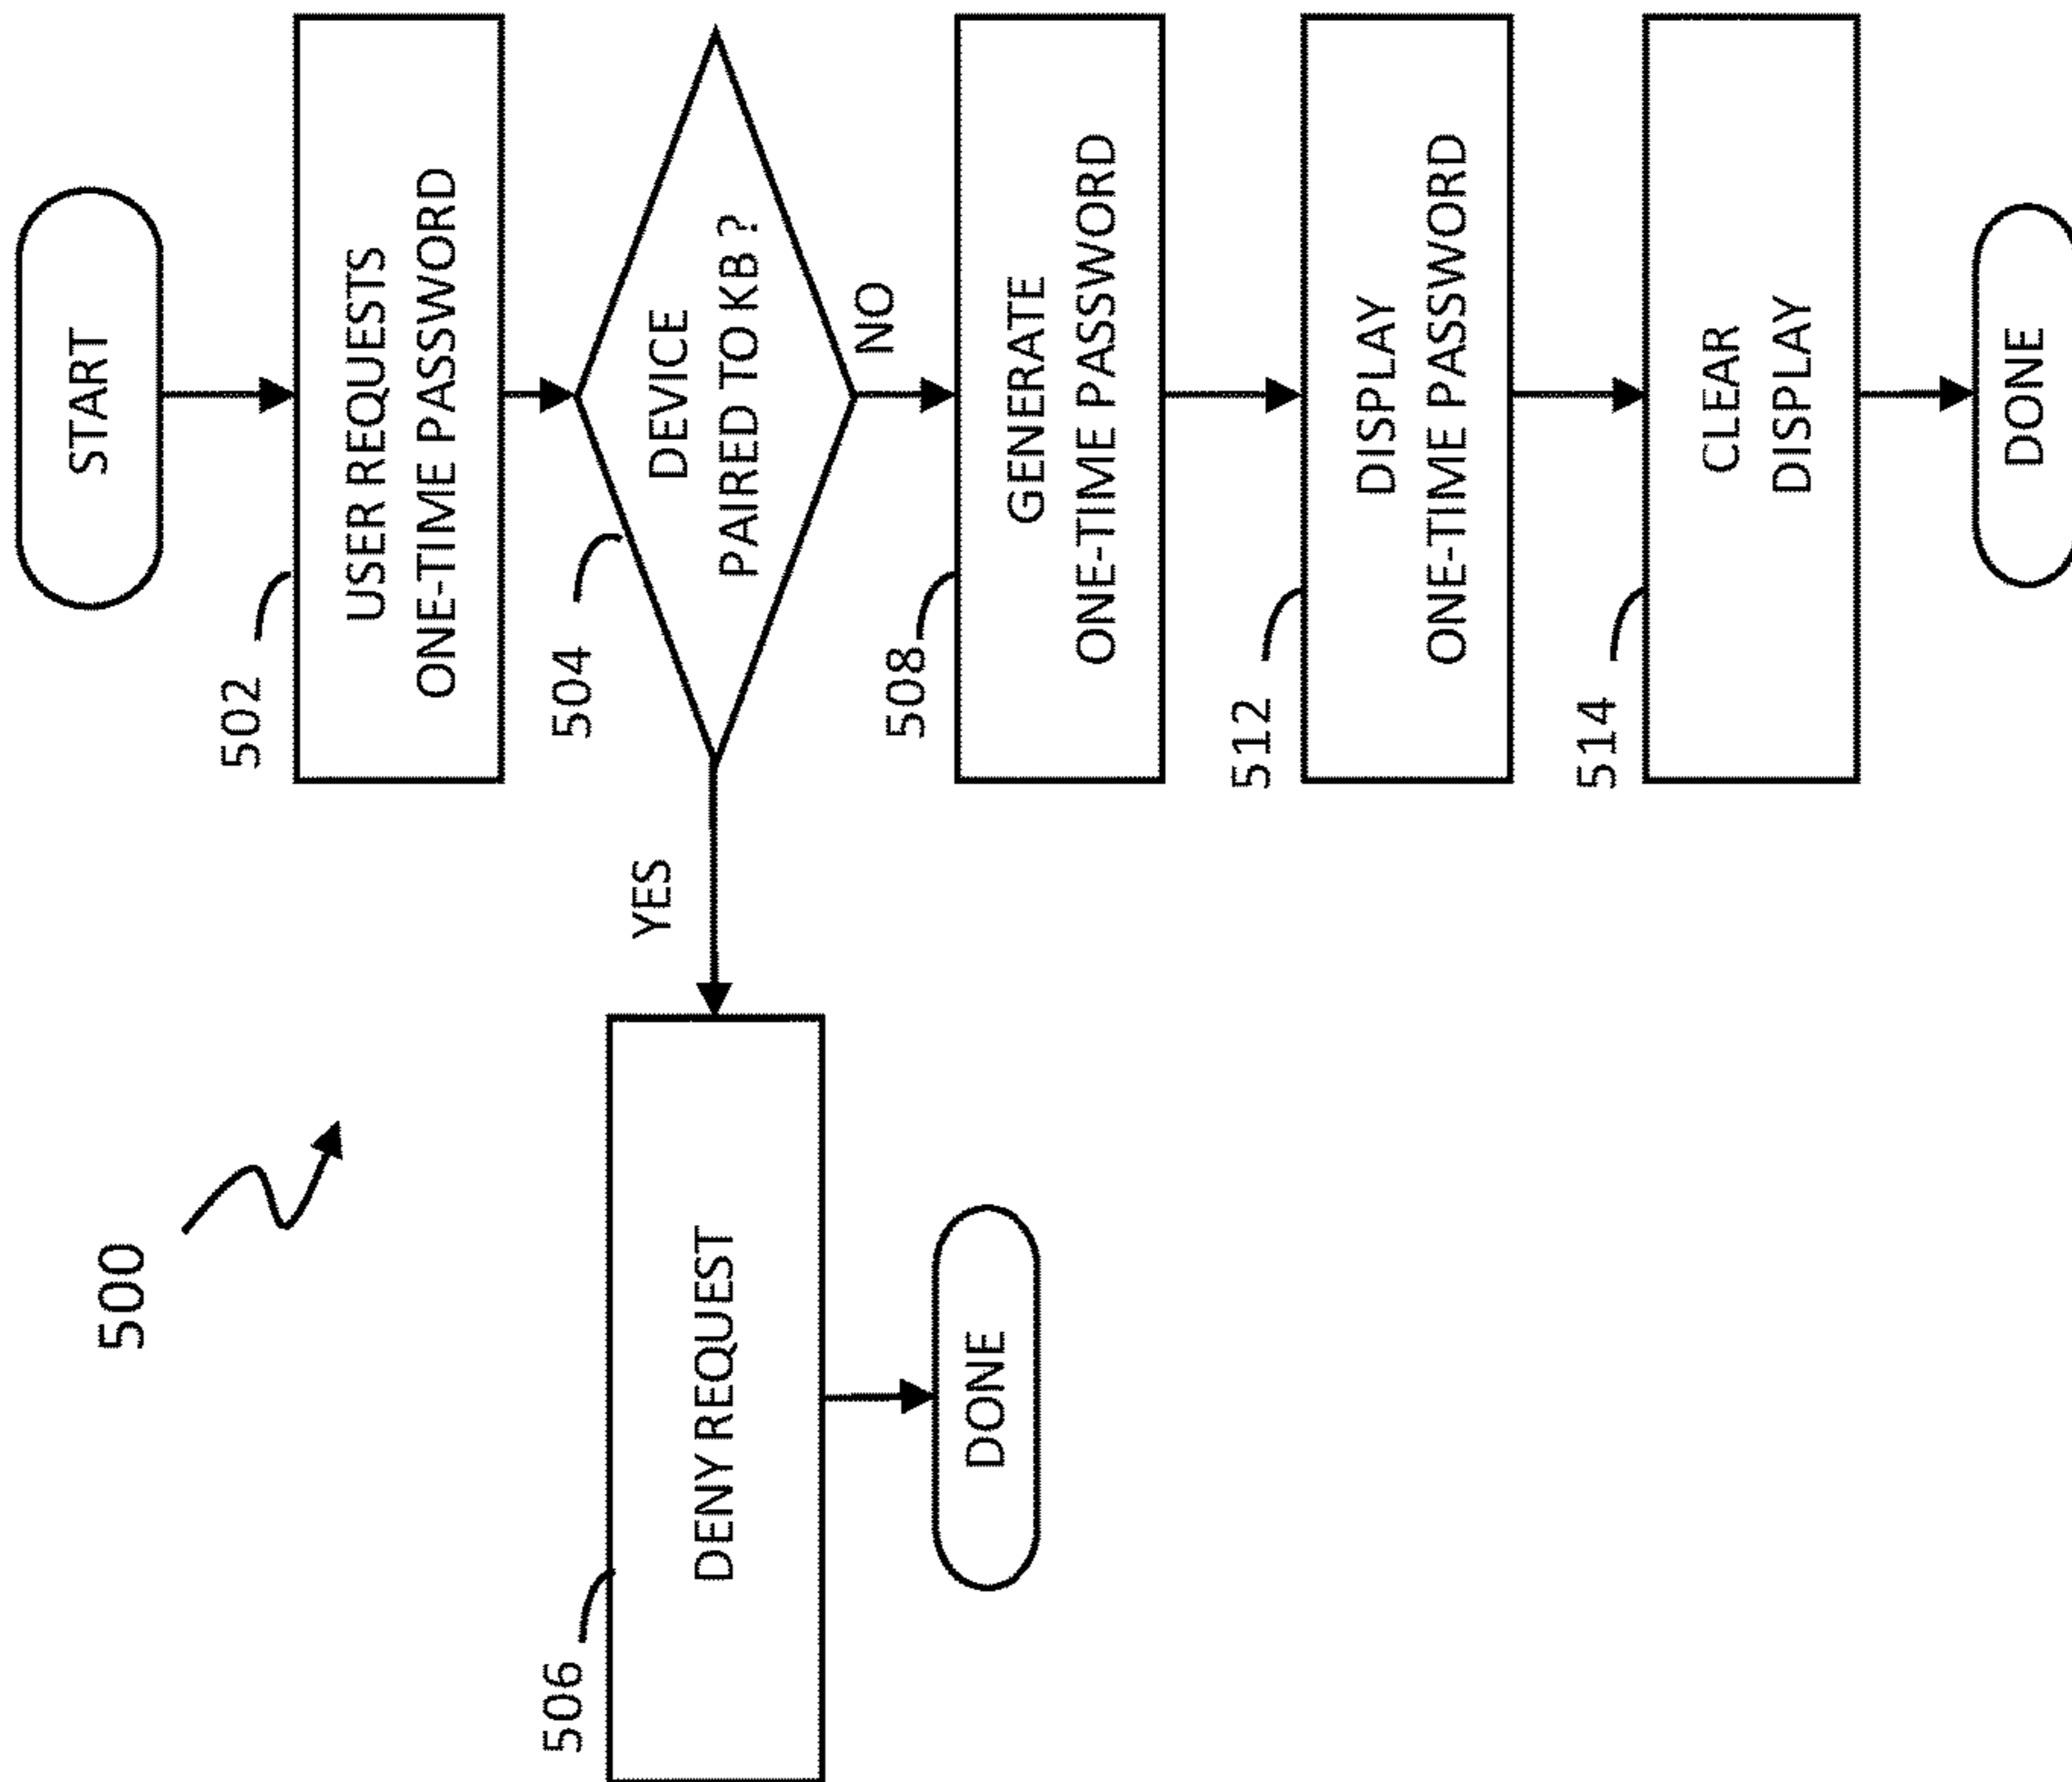 500
START
502
USER REQUESTS
ONE-TIME PASSWORD
504
DEVICE
PAIRED TO KB ?
YES
NO
506
DENY REQUEST
DONE
508
GENERATE
ONE-TIME PASSWORD
512
DISPLAY
ONE-TIME PASSWORD
514
CLEAR
DISPLAY
DONE